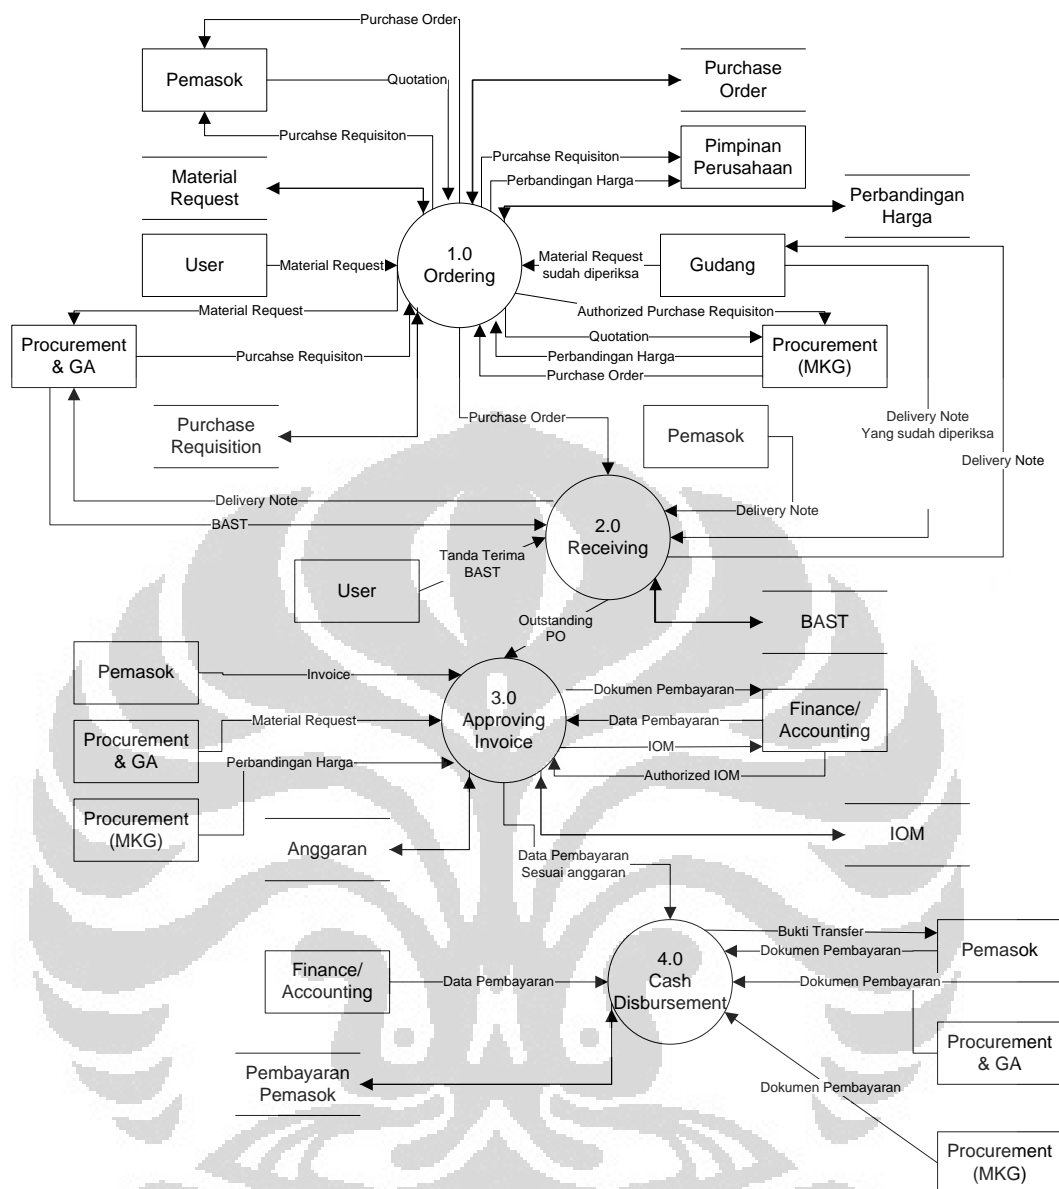 Purchase Order
Pemasok
Quotation
Purchase
Order
Purcahse Requisiton
Pimpinan
Perusahaan
Purcahse Requisiton
Perbandingan Harga
Material
Request
Perbandingan
Harga
1.0
Ordering
User
Material Request
Material Request
sudah diperiksa
Gudang
Material Request
Authorized Purchase Requisiton
Procurement
& GA
Purcahse Requisiton
Quotation
Perbandingan Harga
Purchase Order
Procurement
(MKG)
Purchase
Requisition
Purchase Order
Pemasok
Delivery Note
Yang sudah diperiksa
Delivery Note
Delivery Note
Delivery Note
BAST
2.0
Receiving
Tanda Terima
BAST
User
BAST
Outstanding
PO
Pemasok
Invoice
3.0
Approving
Invoice
Dokumen Pembayaran
Data Pembayaran
Finance/
Accounting
Material Request
Procurement
& GA
IOM
Authorized IOM
Perbandingan Harga
Procurement
(MKG)
Anggaran
IOM
Data Pembayaran
Sesuai anggaran
Bukti Transfer
Dokumen Pembayaran
Pemasok
4.0
Cash
Disbursement
Finance/
Accounting
Data Pembayaran
Dokumen Pembayaran
Procurement
& GA
Pembayaran
Pemasok
Dokumen Pembayaran
Procurement
(MKG)